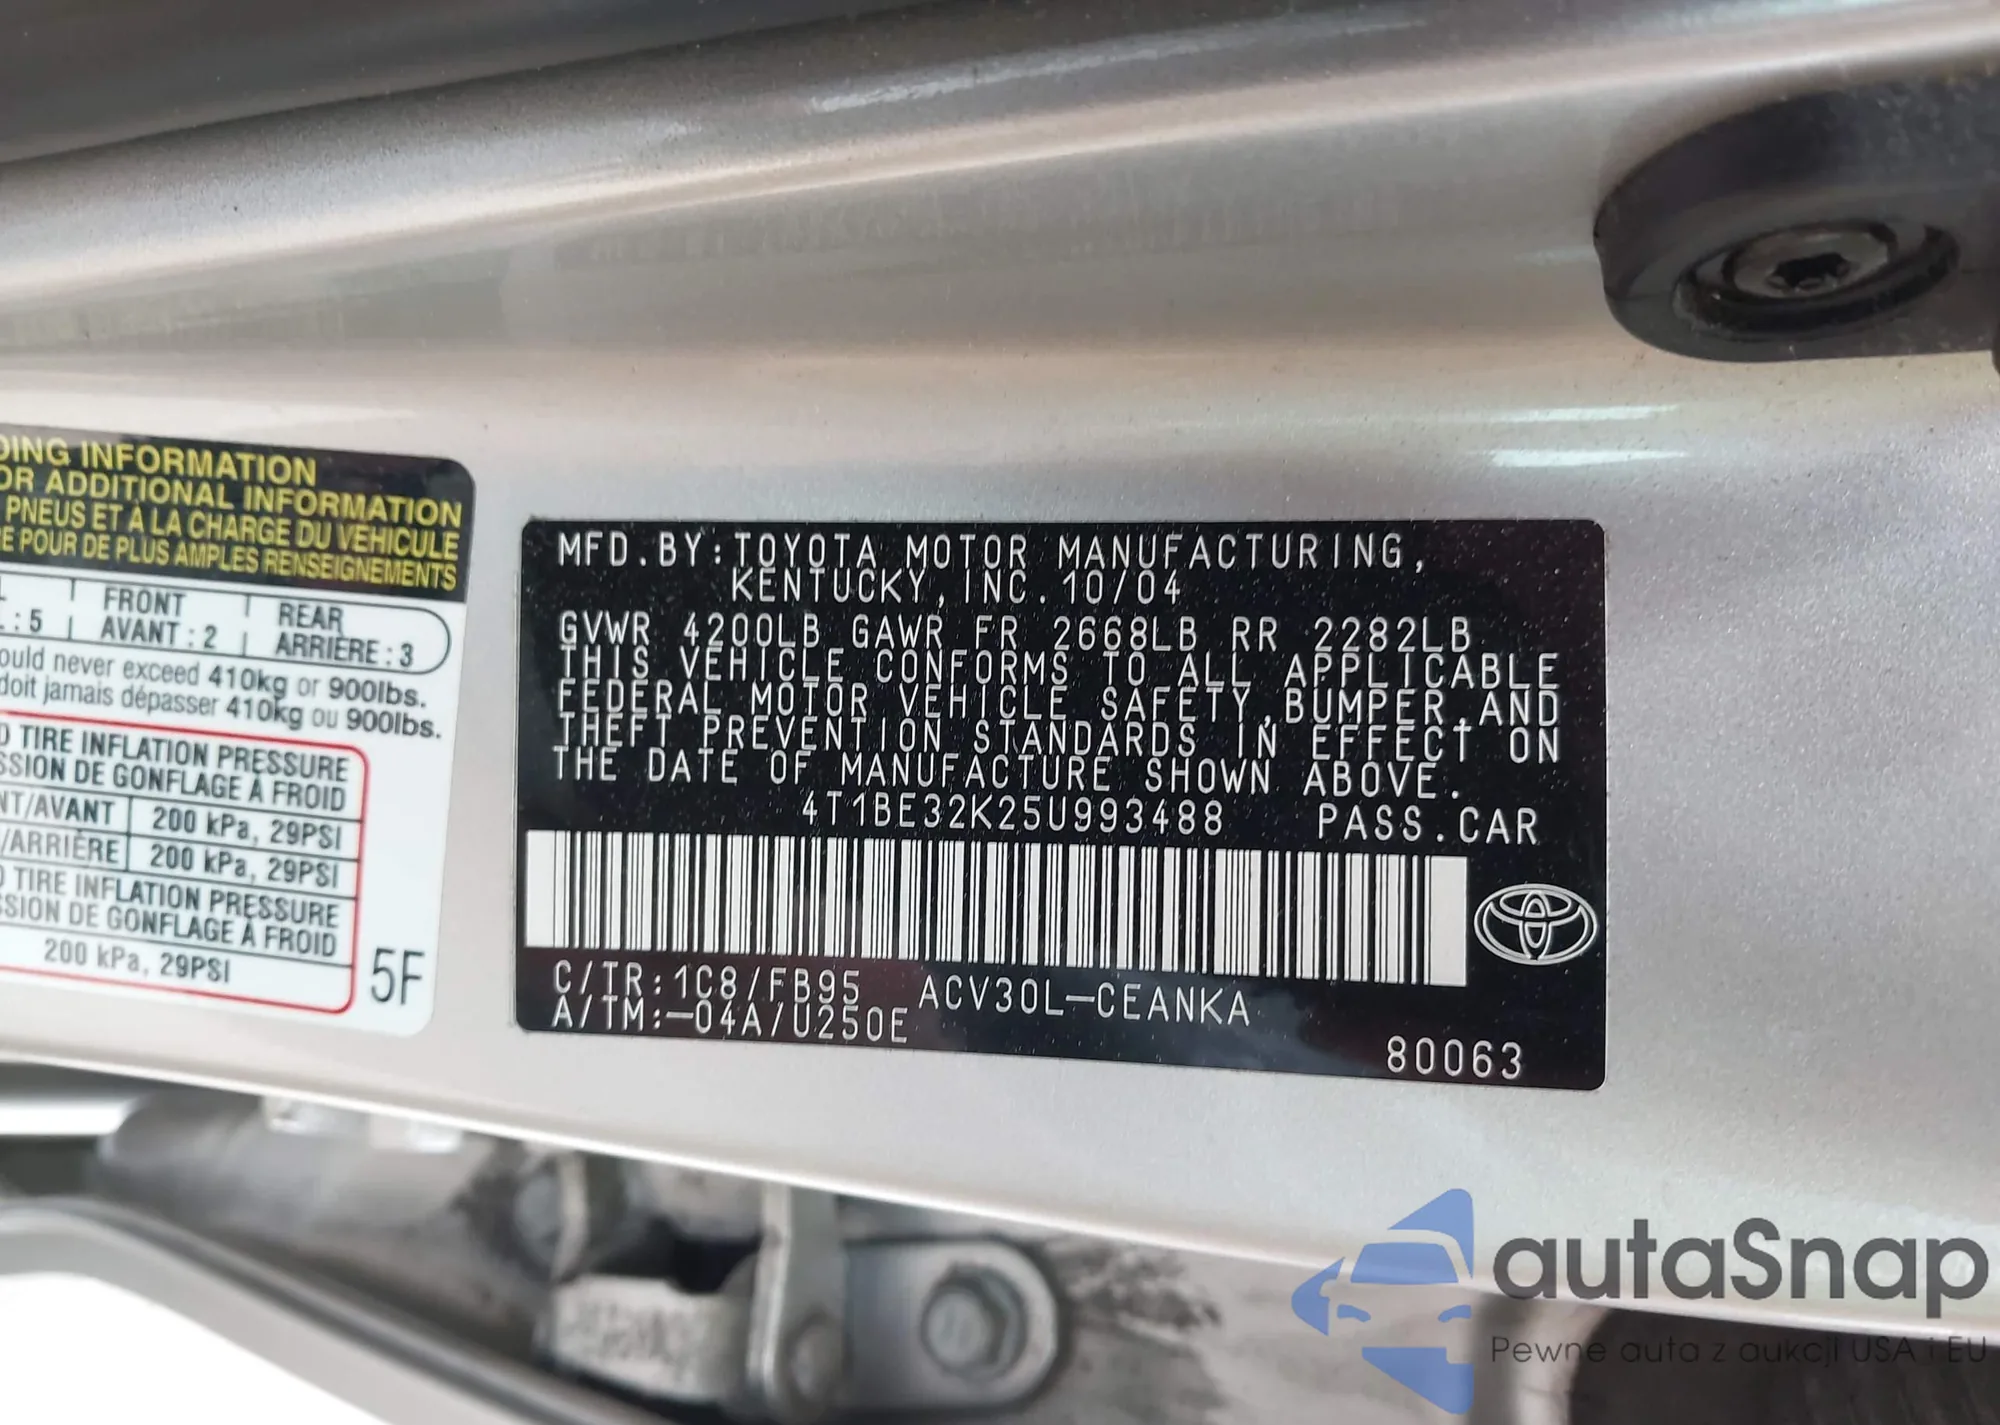 DING INFORMATION
OR ADDITIONAL INFORMATION
PNEUS ET À LA CHARGE DU VÉHICULE
RE POUR DE PLUS AMPLES RENSEIGNEMENTS
L : 5 FRONT AVANT : 2 REAR ARRIÈRE : 3
ould never exceed 410kg or 900lbs.
doit jamais dépasser 410kg ou 900lbs.
D TIRE INFLATION PRESSURE
SSION DE GONFLAGE À FROID
NT/AVANT 200 kPa, 29PSI
/ARRIÈRE 200 kPa, 29PSI
D TIRE INFLATION PRESSURE
SSION DE GONFLAGE À FROID
200 kPa, 29PSI
5F
MFD.BY:TOYOTA MOTOR MANUFACTURING,
KENTUCKY,INC. 10/04
GVWR 4200LB GAWR FR 2668LB RR 2282LB
THIS VEHICLE CONFORMS TO ALL APPLICABLE
FEDERAL MOTOR VEHICLE SAFETY,BUMPER,AND
THEFT PREVENTION STANDARDS IN EFFECT ON
THE DATE OF MANUFACTURE SHOWN ABOVE.
4T1BE32K25U993488 PASS.CAR
C/TR:1C8/FB95 ACV30L-CEANKA
A/TM:-04A/U250E
80063
autaSnap
Pewne auta z aukcji USA i EU